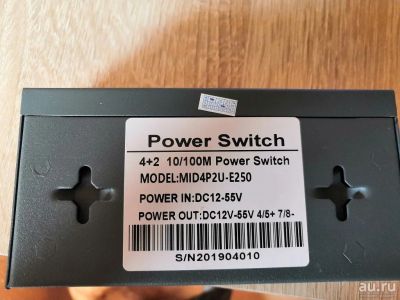 Power Switch
4+2 10/100M Power Switch
MODEL:MID4P2U-E250
POWER IN:DC12-55V
POWER OUT:DC12V-55V 4/5+ 7/8-
S/N201904010
au.ru